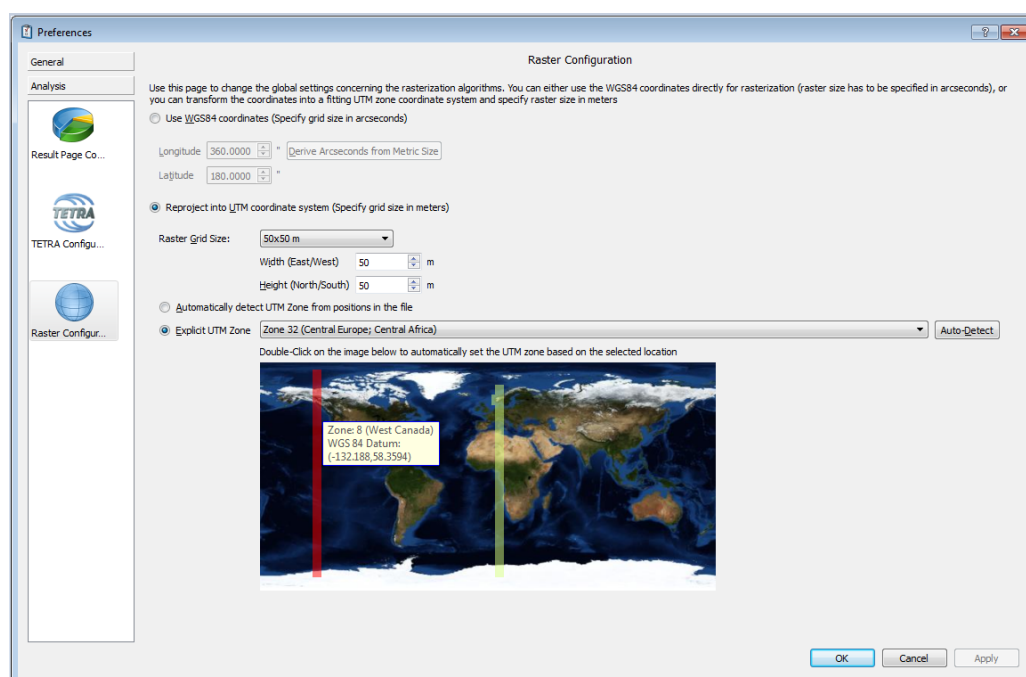 Preferences
General
Analysis
Result Page Co...
TETRA
TETRA Configu...
Raster Configur...
Raster Configuration
Use this page to change the global settings concerning the rasterization algorithms. You can either use the WGS84 coordinates directly for rasterization (raster size has to be specified in arcseconds), or
you can transform the coordinates into a fitting UTM zone coordinate system and specify raster size in meters
Use WGS84 coordinates (Specify grid size in arcseconds)
Longitude 360.0000 " Derive Arcseconds from Metric Size
Latitude 180.0000 "
Reproject into UTM coordinate system (Specify grid size in meters)
Raster Grid Size: 50x50 m
Width (East/West) 50 m
Height (North/South) 50 m
Automatically detect UTM Zone from positions in the file
Explicit UTM Zone Zone 32 (Central Europe; Central Africa) Auto-Detect
Double-Click on the image below to automatically set the UTM zone based on the selected location
Zone: 8 (West Canada)
WGS 84 Datum:
(-132.188,58.3594)
OK Cancel Apply